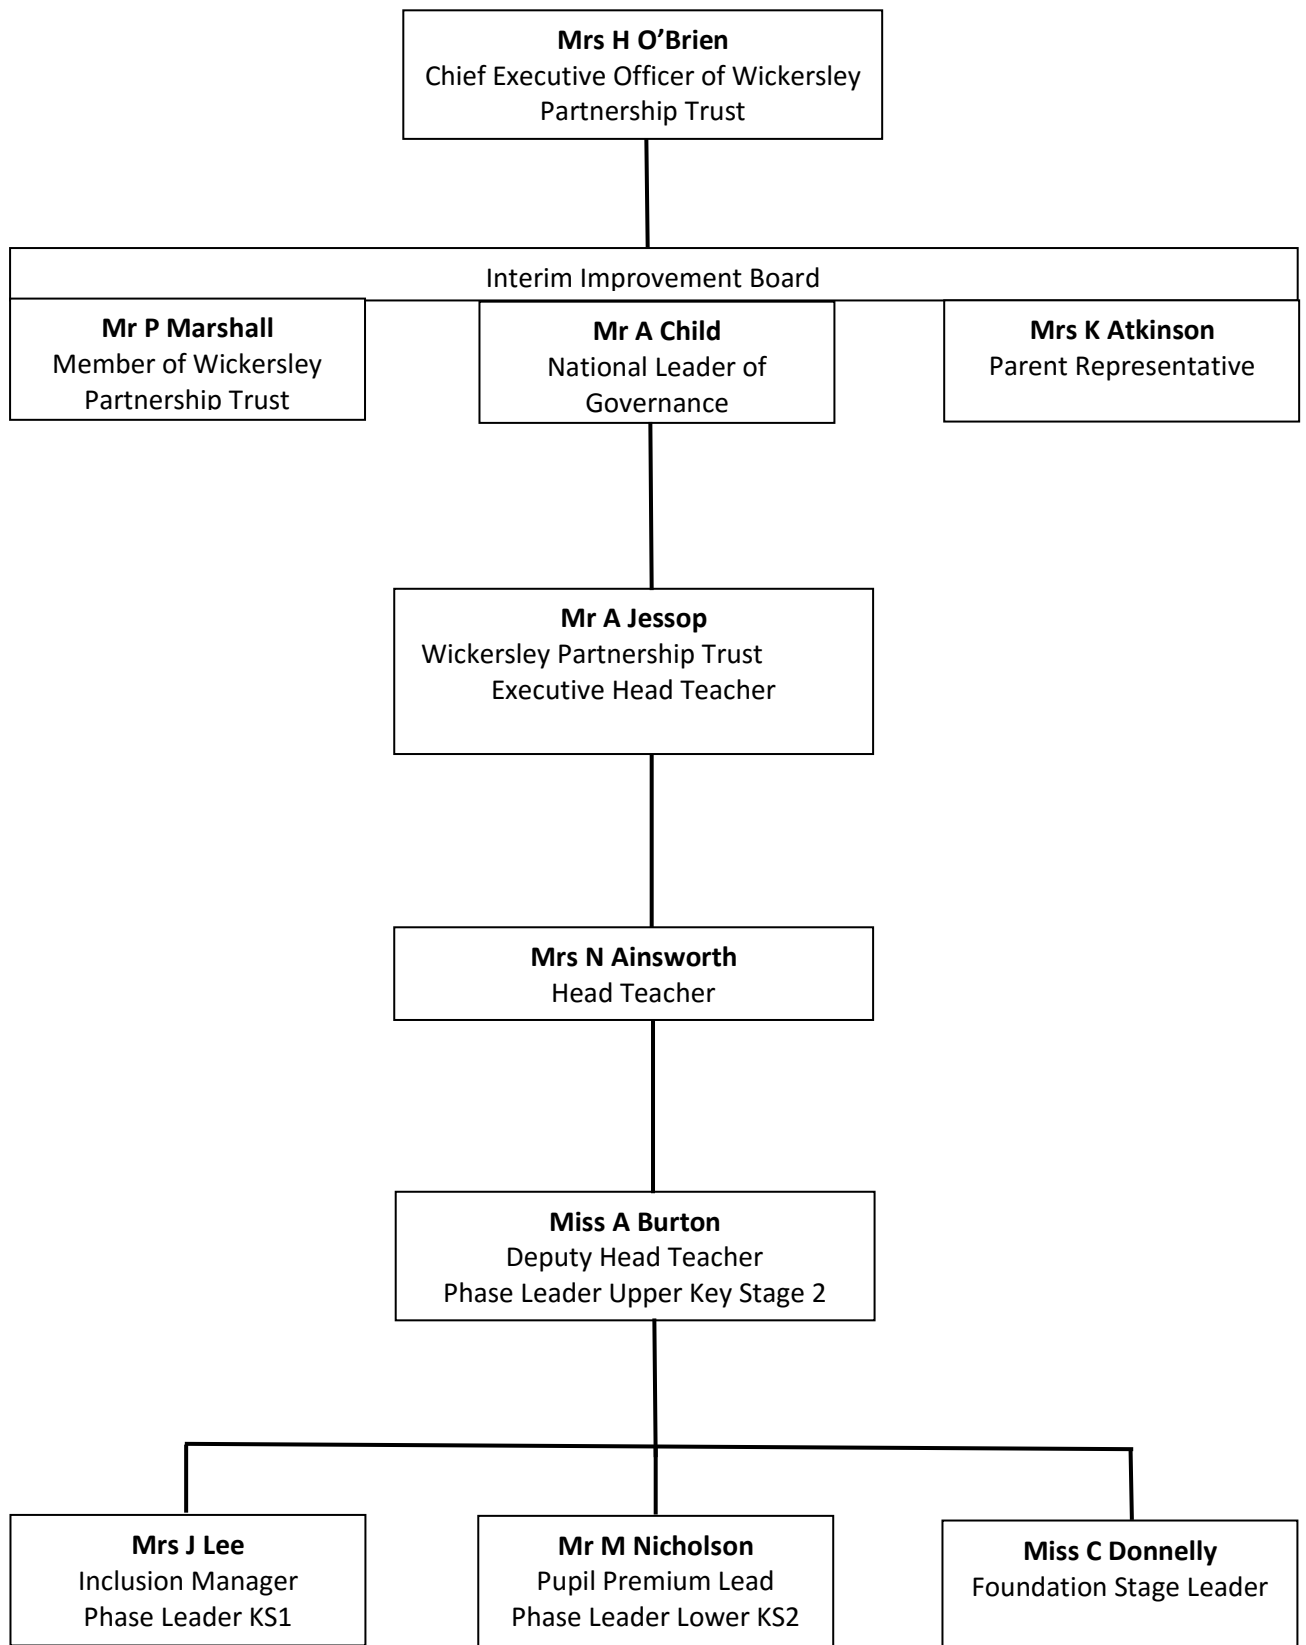 Mrs H O’Brien
Chief Executive Officer of Wickersley
Partnership Trust
Interim Improvement Board
Mr P Marshall
Member of Wickersley
Partnership Trust
Mr A Child
National Leader of
Governance
Mrs K Atkinson
Parent Representative
Mr A Jessop
Wickersley Partnership Trust
Executive Head Teacher
Mrs N Ainsworth
Head Teacher
Miss A Burton
Deputy Head Teacher
Phase Leader Upper Key Stage 2
Mrs J Lee
Inclusion Manager
Phase Leader KS1
Mr M Nicholson
Pupil Premium Lead
Phase Leader Lower KS2
Miss C Donnelly
Foundation Stage Leader